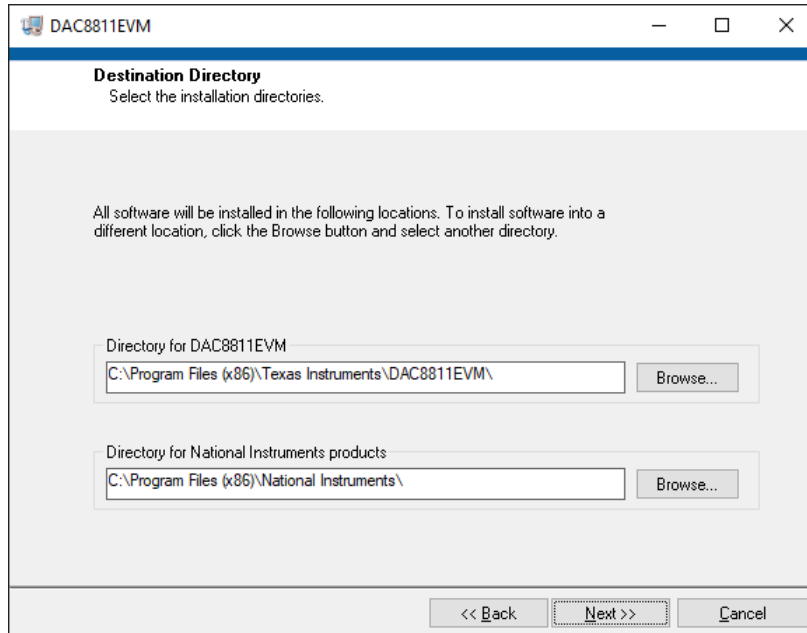 DAC8811EVM
Destination Directory
Select the installation directories.
All software will be installed in the following locations. To install software into a
different location, click the Browse button and select another directory.
Directory for DAC8811EVM
C:\Program Files (x86)\Texas Instruments\DAC8811EVM\
Browse...
Directory for National Instruments products
C:\Program Files (x86)\National Instruments\
Browse...
<< Back
Next >>
Cancel